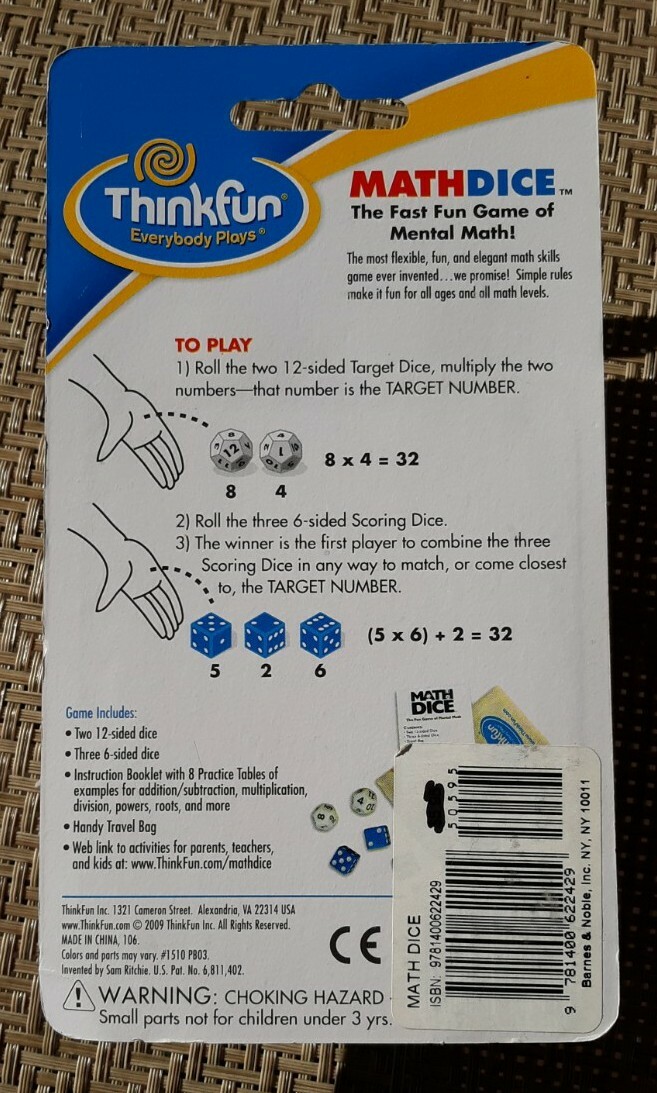 ThinkFun®
Everybody Plays®
MATHDICE™
The Fast Fun Game of
Mental Math!
The most flexible, fun, and elegant math skills
game ever invented...we promise! Simple rules
make it fun for all ages and all math levels.
TO PLAY
1) Roll the two 12-sided Target Dice, multiply the two
numbers—that number is the TARGET NUMBER.
8 x 4 = 32
8 4
2) Roll the three 6-sided Scoring Dice.
3) The winner is the first player to combine the three
Scoring Dice in any way to match, or come closest
to, the TARGET NUMBER.
(5 x 6) + 2 = 32
5 2 6
Game Includes:
• Two 12-sided dice
• Three 6-sided dice
• Instruction Booklet with 8 Practice Tables of
examples for addition/subtraction, multiplication,
division, powers, roots, and more
• Handy Travel Bag
• Web link to activities for parents, teachers,
and kids at: www.ThinkFun.com/mathdice
MATH
DICE
The Fun Game of Mental Math
ThinkFun
ThinkFun Inc. 1321 Cameron Street. Alexandria, VA 22314 USA
www.ThinkFun.com © 2009 ThinkFun Inc. All Rights Reserved.
MADE IN CHINA, 106.
Colors and parts may vary. #1510 PB03.
Invented by Sam Ritchie. U.S. Pat. No. 6,811,402.
CE
WARNING: CHOKING HAZARD -
Small parts not for children under 3 yrs.
MATH DICE
ISBN: 9781400622429
50595
9 781400 622429
Barnes & Noble, Inc. NY, NY 10011